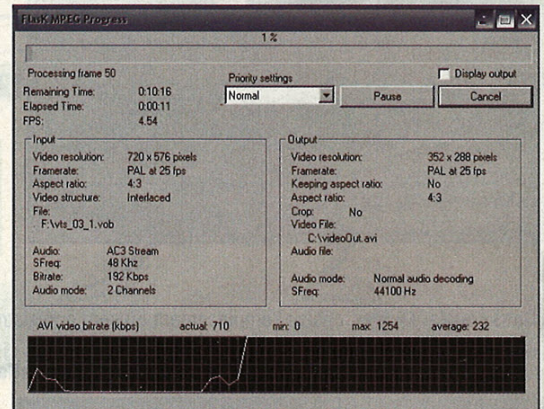 FlasK MPEG Progress
1 %
Processing frame 50
Remaining Time: 0:10:16
Elapsed Time: 0:00:11
FPS: 4.54
Priority settings
Normal
Display output
Pause
Cancel
Input
Video resolution: 720 x 576 pixels
Framerate: PAL at 25 fps
Aspect ratio: 4:3
Video structure: Interlaced
File:
F:\vts_03_1.vob
Audio: AC3 Stream
SFreq: 48 Khz
Bitrate: 192 Kbps
Audio mode: 2 Channels
Output
Video resolution: 352 x 288 pixels
Framerate: PAL at 25 fps
Keeping aspect ratio: No
Aspect ratio: 4:3
Crop: No
Video File:
C:\videoOut.avi
Audio file:
Audio mode: Normal audio decoding
SFreq: 44100 Hz
AVI video bitrate (kbps) actual: 710 min: 0 max: 1254 average: 232